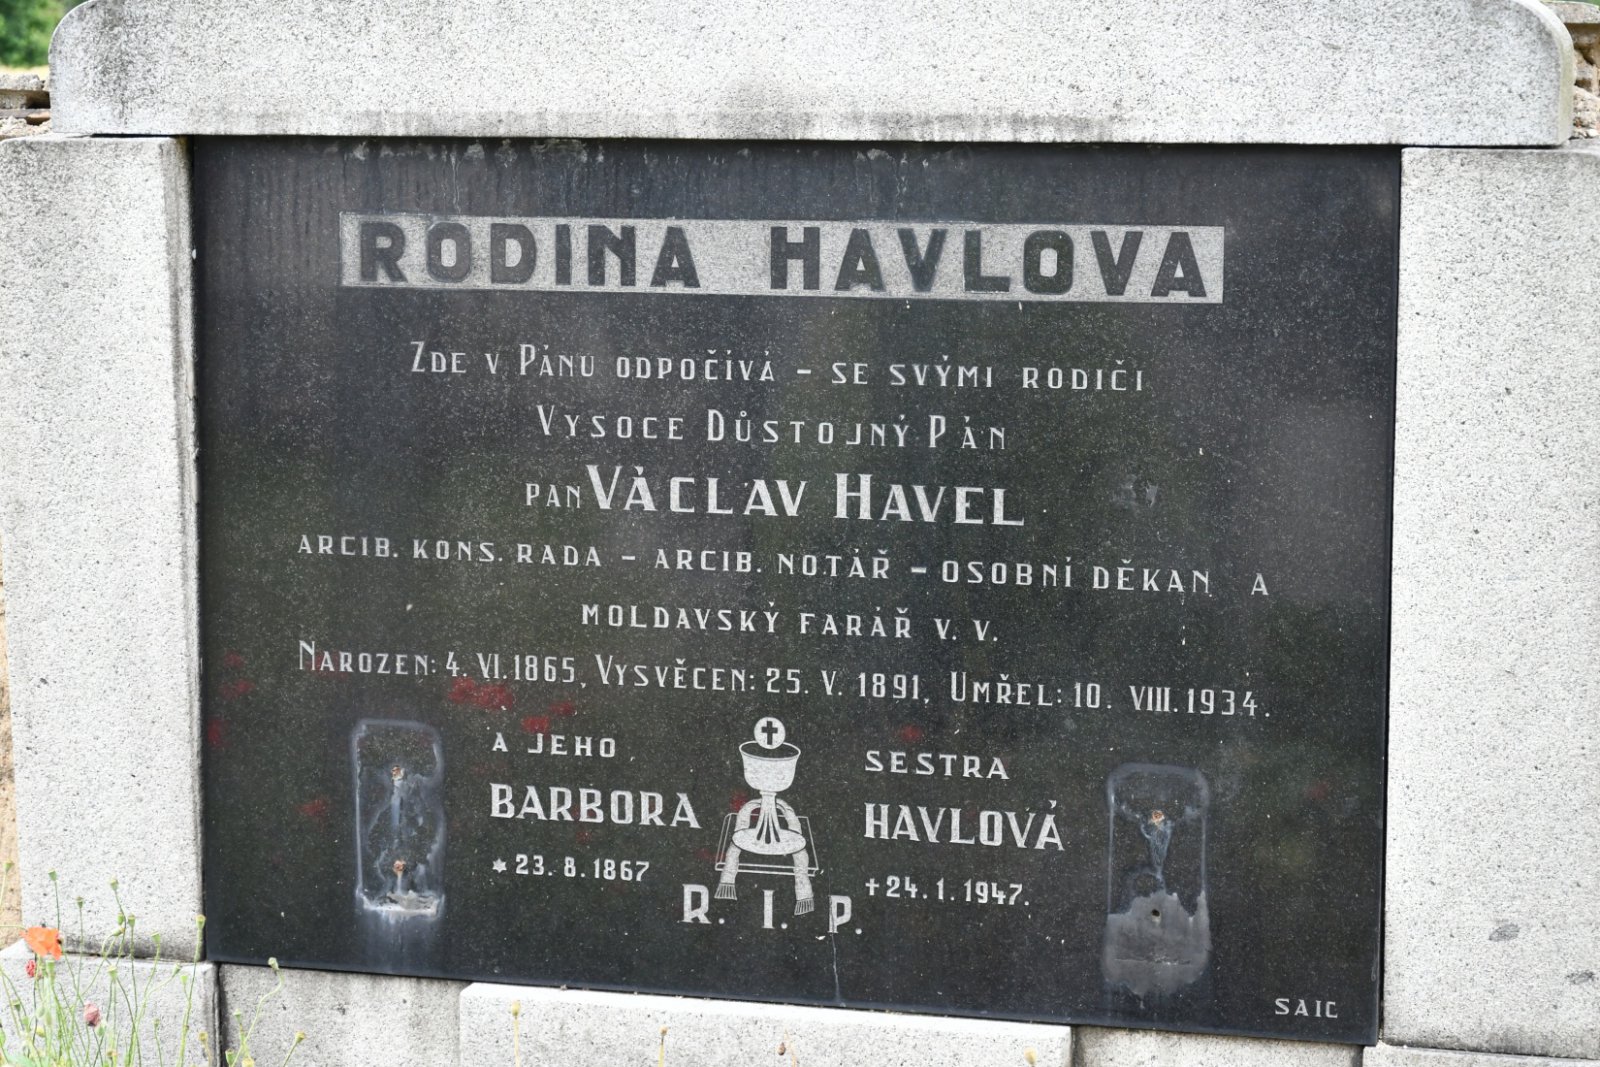 RODINA HAVLOVA
ZDE V PÁNU ODPOČÍVÁ – SE SVÝMI RODIČI
VYSOCE DŮSTOJNÝ PÁN
PAN VÁCLAV HAVEL
ARCIB. KONS. RADA – ARCIB. NOTÁŘ – OSOBNÍ DĚKAN A
MOLDAVSKÝ FARÁŘ V. V.
NAROZEN: 4. VI. 1865, VYSVĚCEN: 25. V. 1891, UMŘEL: 10. VIII. 1934.
A JEHO SESTRA
BARBORA HAVLOVÁ
* 23. 8. 1867 + 24. 1. 1947.
R. I. P.
SAIC